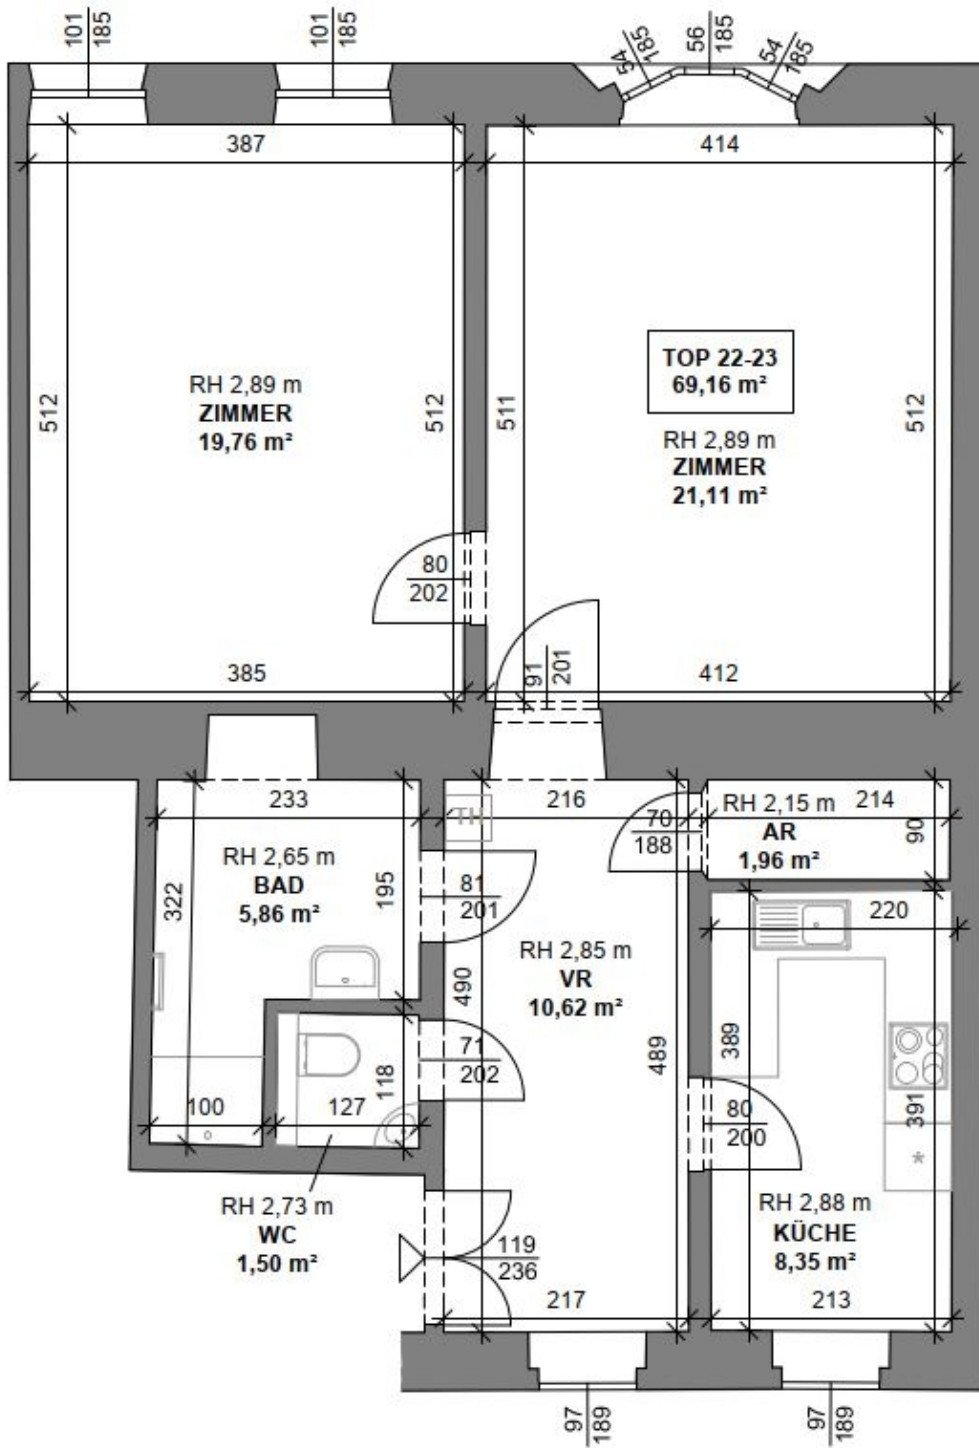 101
185
101
185
54
185
56
185
54
185
387
414
512
RH 2,89 m
ZIMMER
19,76 m²
512
511
TOP 22-23
69,16 m²
RH 2,89 m
ZIMMER
21,11 m²
512
80
202
385
91
201
412
233
TH
216
70
188
RH 2,15 m
AR
1,96 m²
214
90
322
RH 2,65 m
BAD
5,86 m²
195
81
201
490
RH 2,85 m
VR
10,62 m²
489
220
389
391
*
100
127
118
71
202
80
200
RH 2,73 m
WC
1,50 m²
119
236
217
RH 2,88 m
KÜCHE
8,35 m²
213
97
189
97
189